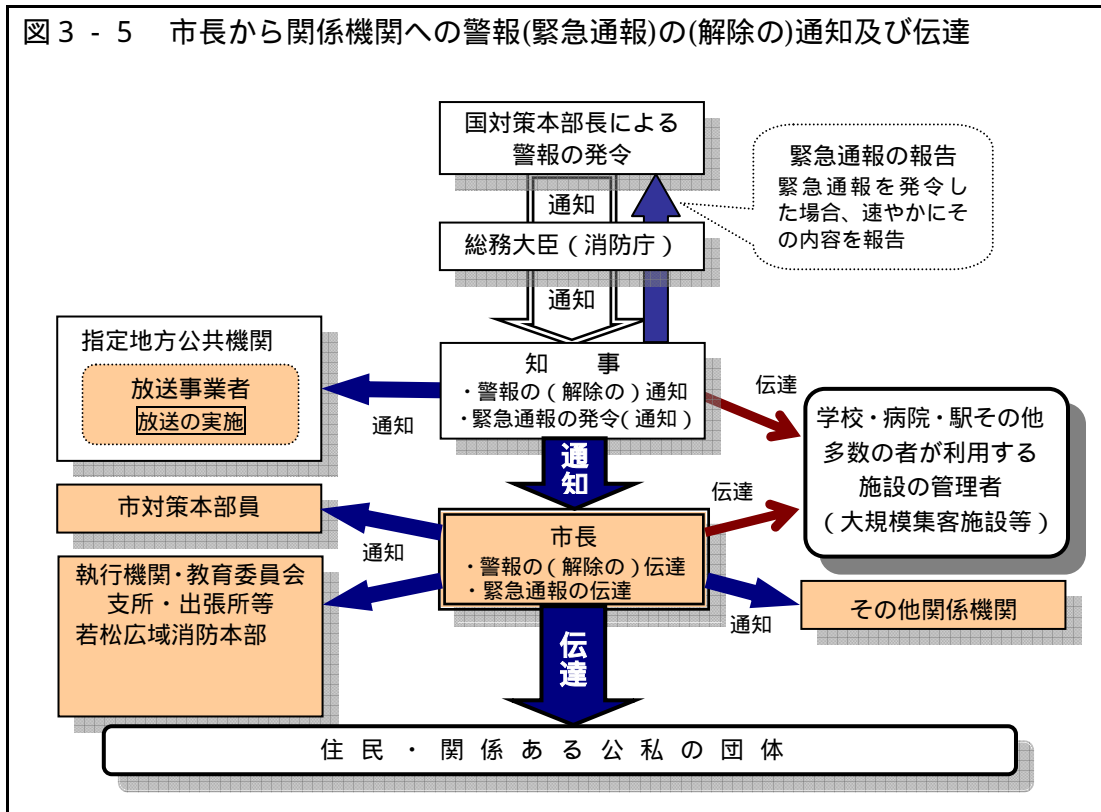 図3-5 市長から関係機関への警報(緊急通報)の(解除の)通知及び伝達
国対策本部長による
警報の発令
緊急通報の報告
緊急通報を発令し
た場合、速やかにそ
の内容を報告
通知
総務大臣(消防庁)
通知
指定地方公共機関
放送事業者
放送の実施
通知
知 事
・警報の(解除の)通知
・緊急通報の発令(通知)
伝達
学校・病院・駅その他
多数の者が利用する
施設の管理者
(大規模集客施設等)
通知
伝達
市対策本部員
通知
市長
・警報の(解除の)伝達
・緊急通報の伝達
執行機関・教育委員会
支所・出張所等
若松広域消防本部
通知
その他関係機関
伝達
住民・関係ある公私の団体